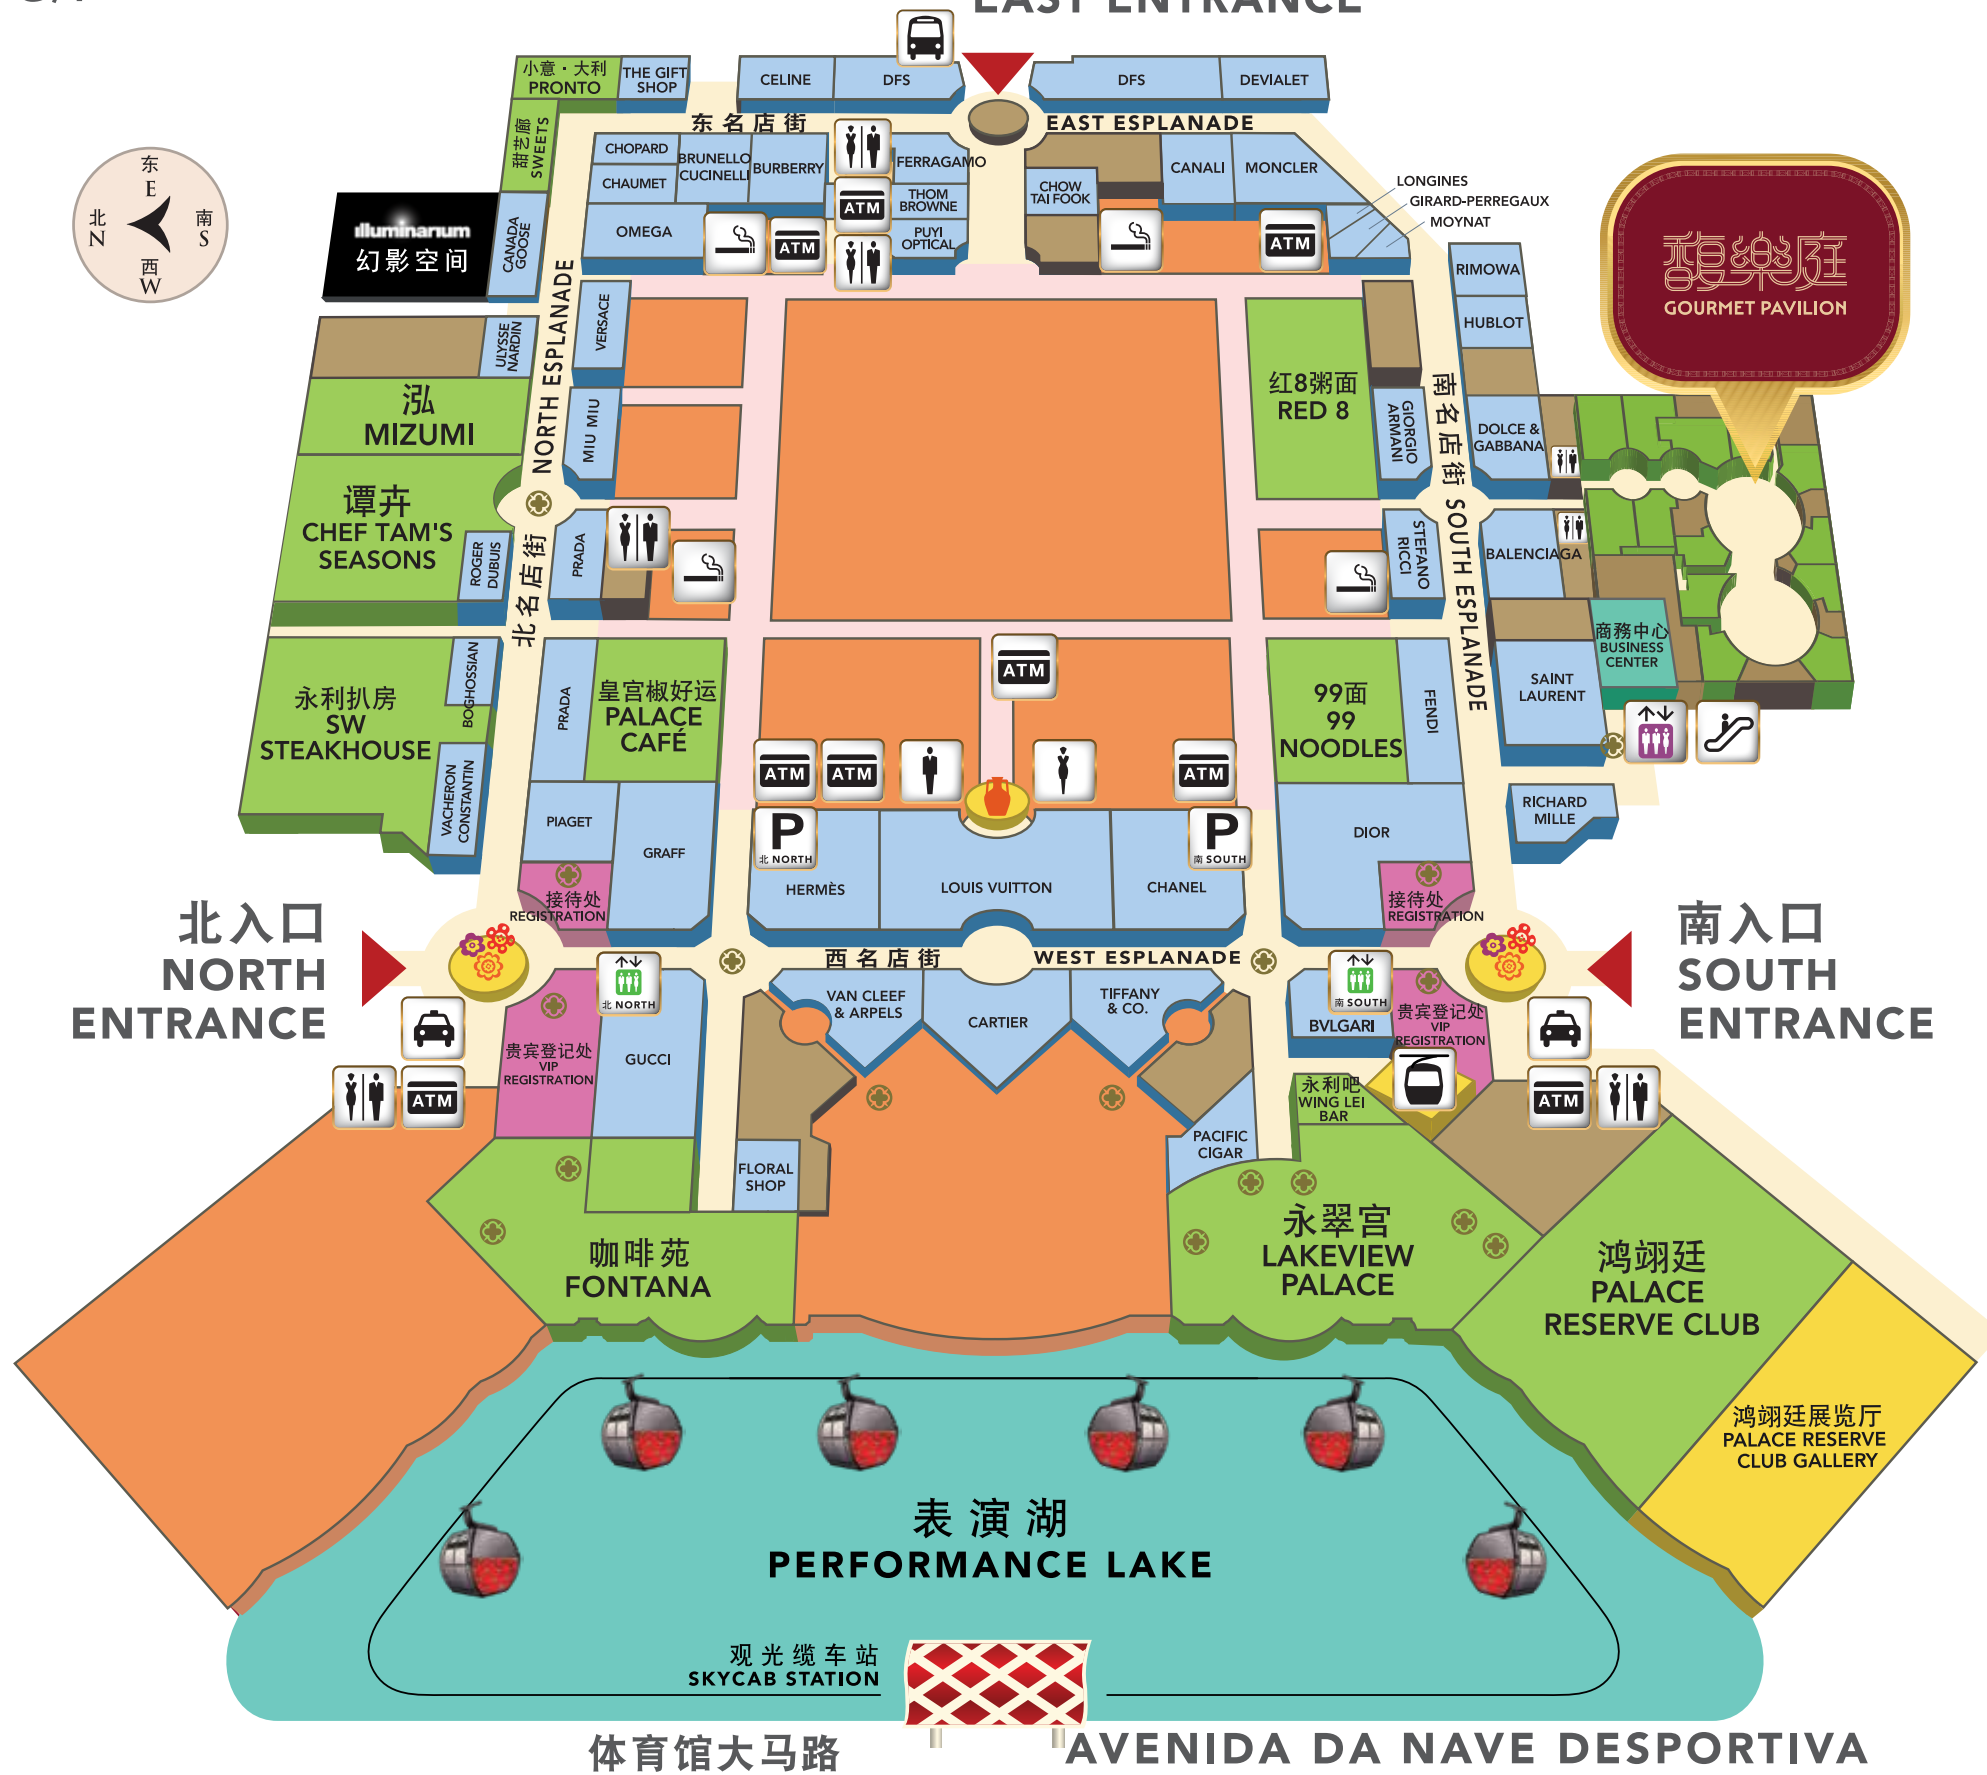 EAST ENTRANCE
小意·大利
PRONTO
THE GIFT
SHOP
CELINE
DFS
DFS
DEVIALET
甜艺廊
SWEETS
东名店街
EAST ESPLANADE
CHOPARD
CHAUMET
BRUNELLO
CUCINELLI
BURBERRY
FERRAGAMO
THOM
BROWNE
PUYI
OPTICAL
OMEGA
ATM
ATM
CHOW
TAI FOOK
CANALI
MONCLER
ATM
LONGINES
GIRARD-PERREGAUX
MOYNAT
东
E
北
N
南
S
西
W
illuminarium
幻影空间
CANADA
GOOSE
馥樂庭
GOURMET PAVILION
RIMOWA
HUBLOT
ULYSSE
NARDIN
NORTH ESPLANADE
北名店街
VERSACE
MIU MIU
泓
MIZUMI
谭卉
CHEF TAM'S
SEASONS
ROGER
DUBUIS
PRADA
红8粥面
RED 8
GIORGIO
ARMANI
南名店街
SOUTH ESPLANADE
DOLCE &
GABBANA
STEFANO
RICCI
BALENCIAGA
商務中心
BUSINESS
CENTER
SAINT
LAURENT
永利扒房
SW
STEAKHOUSE
BOGHOSSIAN
VACHERON
CONSTANTIN
PRADA
皇宫椒好运
PALACE
CAFÉ
ATM
ATM
ATM
ATM
99面
99
NOODLES
FENDI
RICHARD
MILLE
PIAGET
GRAFF
P
北 NORTH
HERMÈS
LOUIS VUITTON
CHANEL
P
南 SOUTH
DIOR
接待处
REGISTRATION
接待处
REGISTRATION
北入口
NORTH
ENTRANCE
南入口
SOUTH
ENTRANCE
西名店街
WEST ESPLANADE
北 NORTH
南 SOUTH
VAN CLEEF
& ARPELS
CARTIER
TIFFANY
& CO.
BVLGARI
贵宾登记处
VIP
REGISTRATION
贵宾登记处
VIP
REGISTRATION
GUCCI
ATM
ATM
永利吧
WING LEI
BAR
PACIFIC
CIGAR
FLORAL
SHOP
咖啡苑
FONTANA
永翠宫
LAKEVIEW
PALACE
鸿翊廷
PALACE
RESERVE CLUB
鸿翊廷展览厅
PALACE RESERVE
CLUB GALLERY
表演湖
PERFORMANCE LAKE
观光缆车站
SKYCAB STATION
体育馆大马路
AVENIDA DA NAVE DESPORTIVA